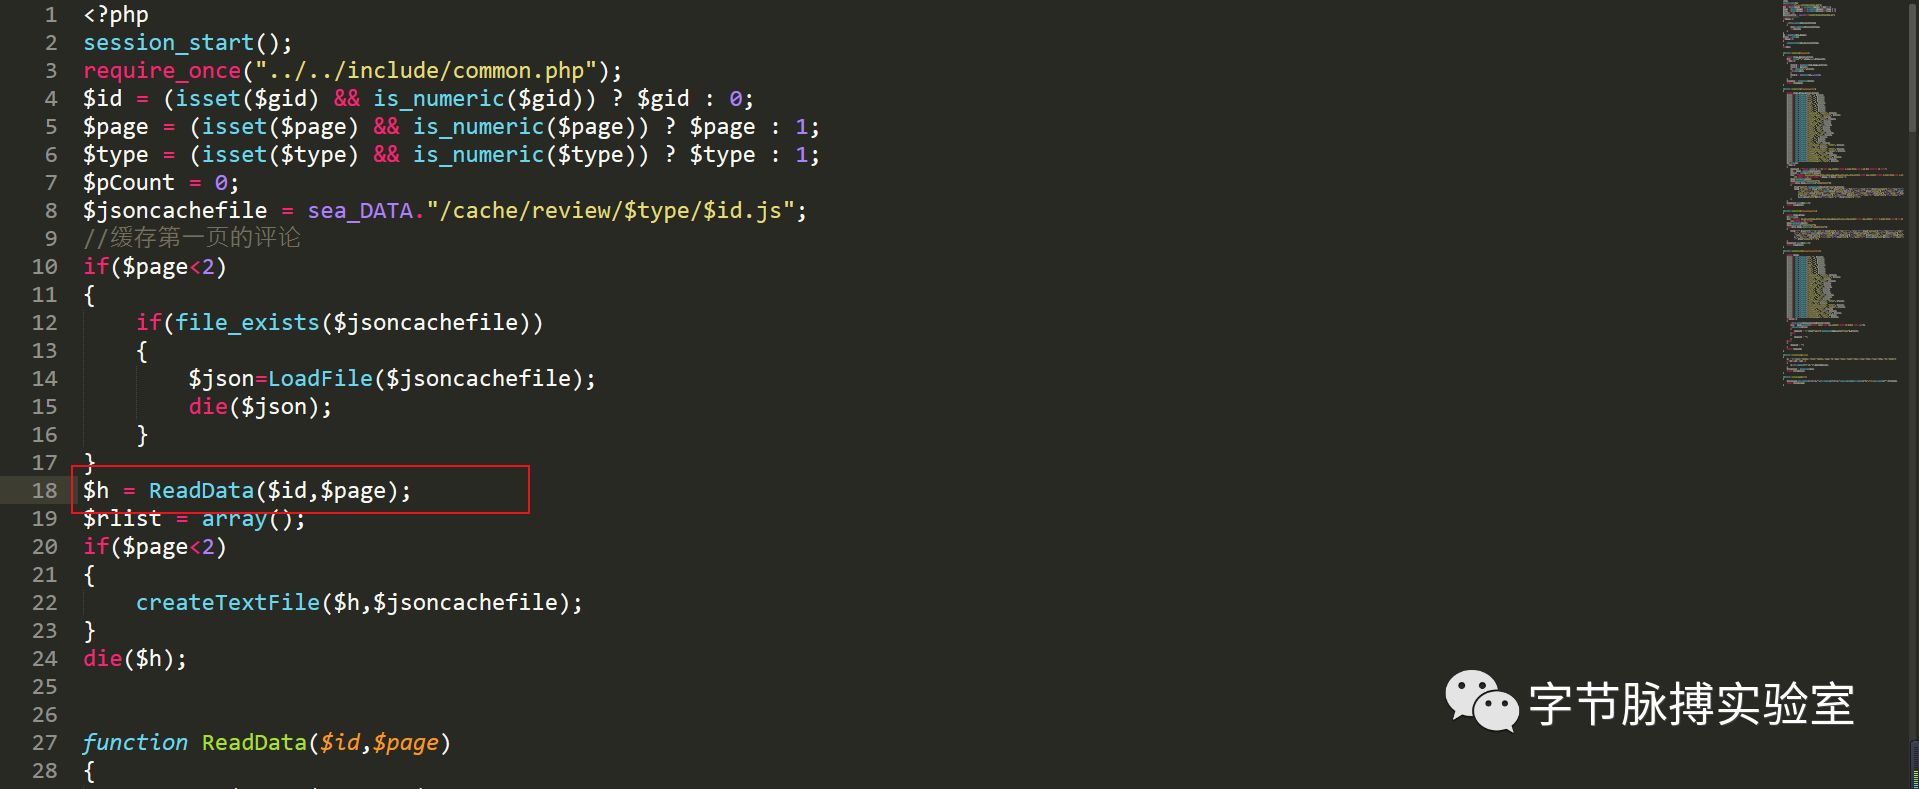 1 <?php
2 session_start();
3 require_once("../../include/common.php");
4 $id = (isset($gid) && is_numeric($gid)) ? $gid : 0;
5 $page = (isset($page) && is_numeric($page)) ? $page : 1;
6 $type = (isset($type) && is_numeric($type)) ? $type : 1;
7 $pCount = 0;
8 $jsoncachefile = sea_DATA."/cache/review/$type/$id.js";
9 //缓存第一页的评论
10 if($page<2)
11 {
12 if(file_exists($jsoncachefile))
13 {
14 $json=LoadFile($jsoncachefile);
15 die($json);
16 }
17 }
18 $h = ReadData($id,$page);
19 $rlist = array();
20 if($page<2)
21 {
22 createTextFile($h,$jsoncachefile);
23 }
24 die($h);
25
26
27 function ReadData($id,$page)
28 {
字节脉搏实验室